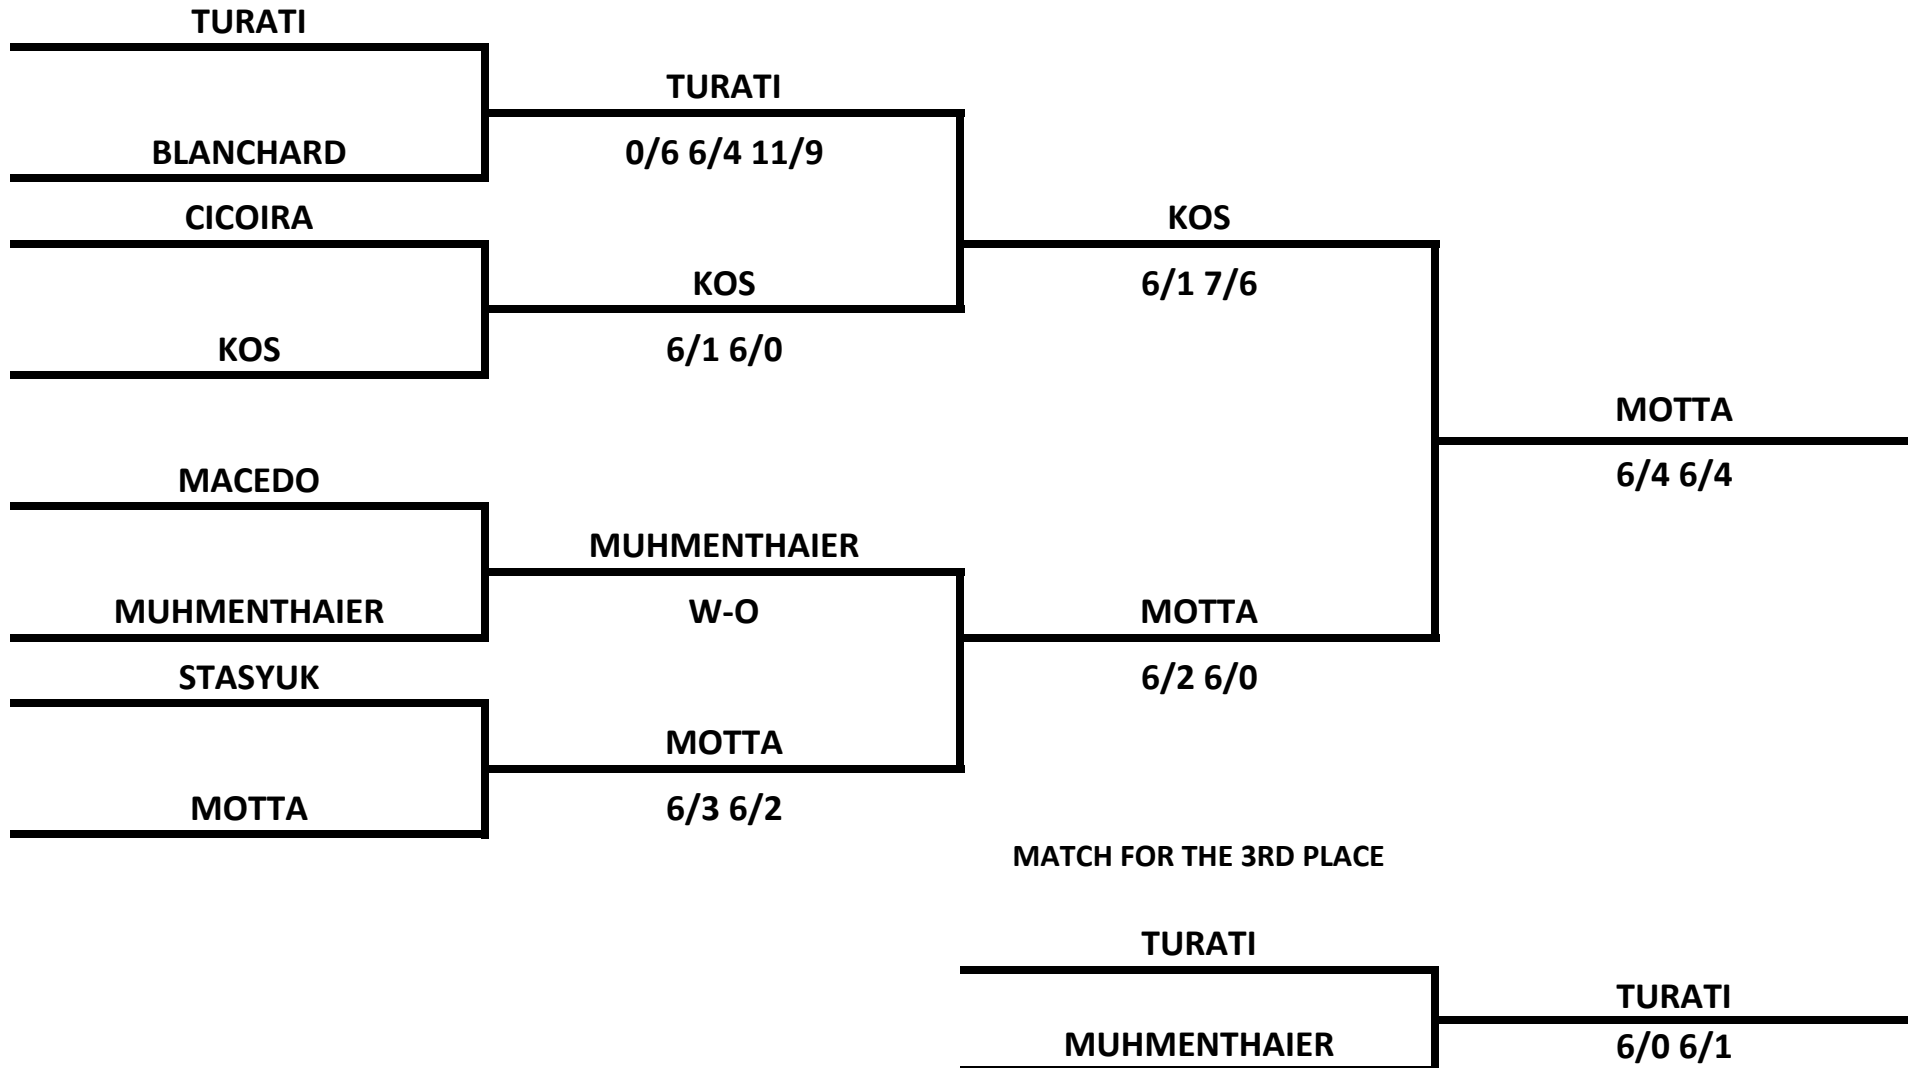 TURATI
TURATI
BLANCHARD
0/6 6/4 11/9
CICOIRA
KOS
KOS
6/1 7/6
KOS
6/1 6/0
MOTTA
6/4 6/4
MACEDO
MUHMENTHAIER
MUHMENTHAIER
W-O
MOTTA
STASYUK
6/2 6/0
MOTTA
MOTTA
6/3 6/2
MATCH FOR THE 3RD PLACE
TURATI
TURATI
MUHMENTHAIER
6/0 6/1